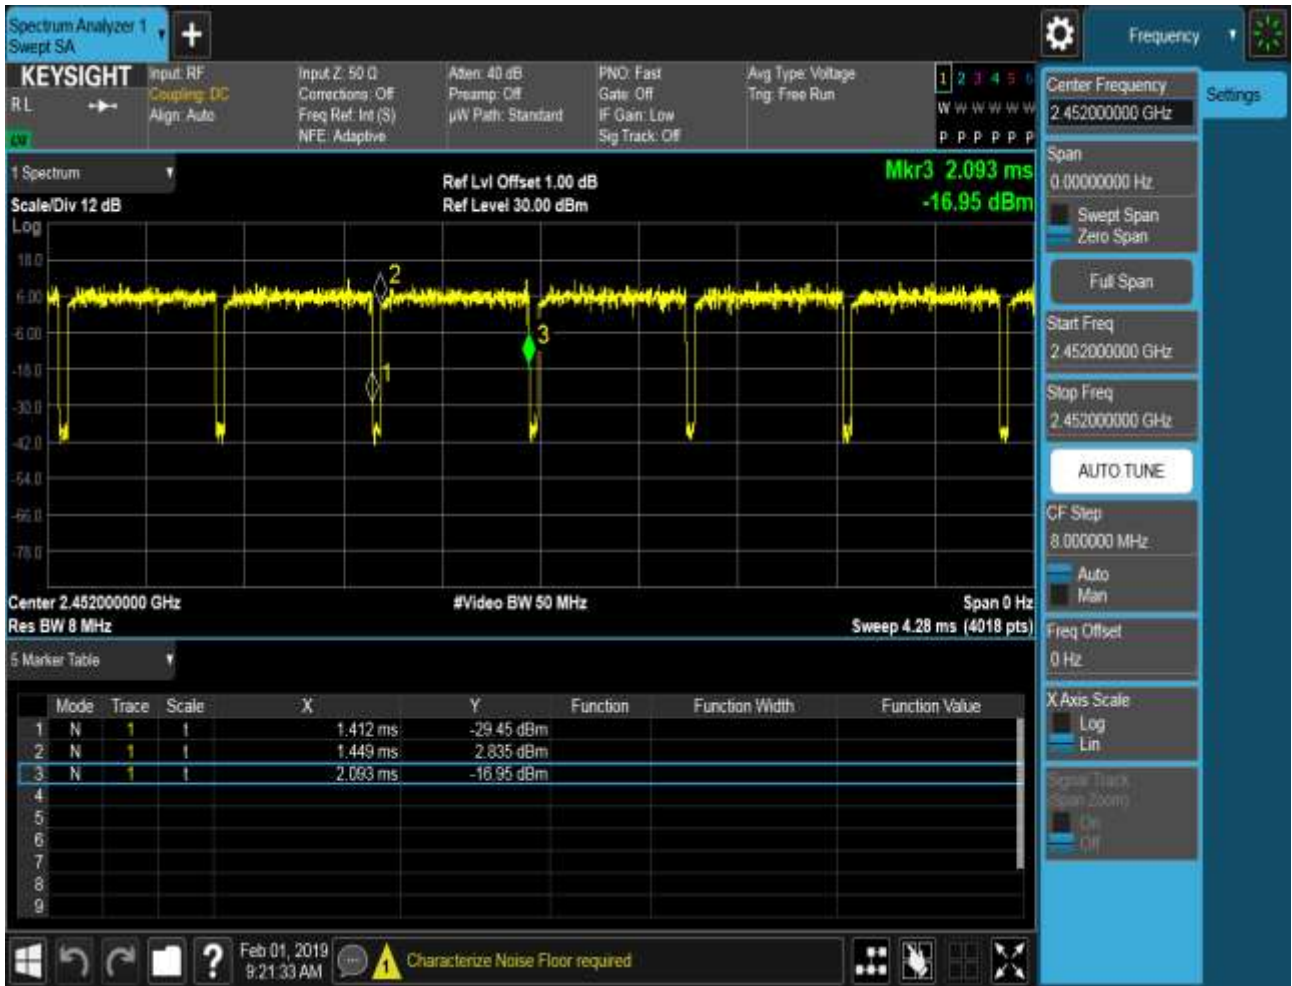 Spectrum Analyzer 1
Swept SA
Frequency
KEYSIGHT
RL
Input: RF
Coupling: DC
Align: Auto
Input Z: 50 Ω
Corrections: Off
Freq Ref: Int (S)
NFE: Adaptive
Atten: 40 dB
Preamp: Off
µW Path: Standard
PNO: Fast
Gate: Off
IF Gain: Low
Sig Track: Off
Avg Type: Voltage
Trig: Free Run
1 2 3 4 5 6
W W W W W W
P P P P P P
1 Spectrum
Scale/Div 12 dB
Ref Lvl Offset 1.00 dB
Ref Level 30.00 dBm
Mkr3 2.093 ms
-16.95 dBm
Log
18.0
6.00
-6.00
-18.0
-30.0
-42.0
-54.0
-66.0
-78.0
2
3
1
Center 2.452000000 GHz
#Video BW 50 MHz
Span 0 Hz
Res BW 8 MHz
Sweep 4.28 ms (4018 pts)
5 Marker Table
Mode Trace Scale X Y Function Function Width Function Value
1 N 1 t 1.412 ms -29.45 dBm
2 N 1 t 1.449 ms 2.835 dBm
3 N 1 t 2.093 ms -16.95 dBm
4
5
6
7
8
9
Feb 01, 2019
9:21:33 AM
Characterize Noise Floor required
Center Frequency
2.452000000 GHz
Settings
Span
0.00000000 Hz
Swept Span
Zero Span
Full Span
Start Freq
2.452000000 GHz
Stop Freq
2.452000000 GHz
AUTO TUNE
CF Step
8.000000 MHz
Auto
Man
Freq Offset
0 Hz
X Axis Scale
Log
Lin
Signal Track
(Span Zoom)
On
Off